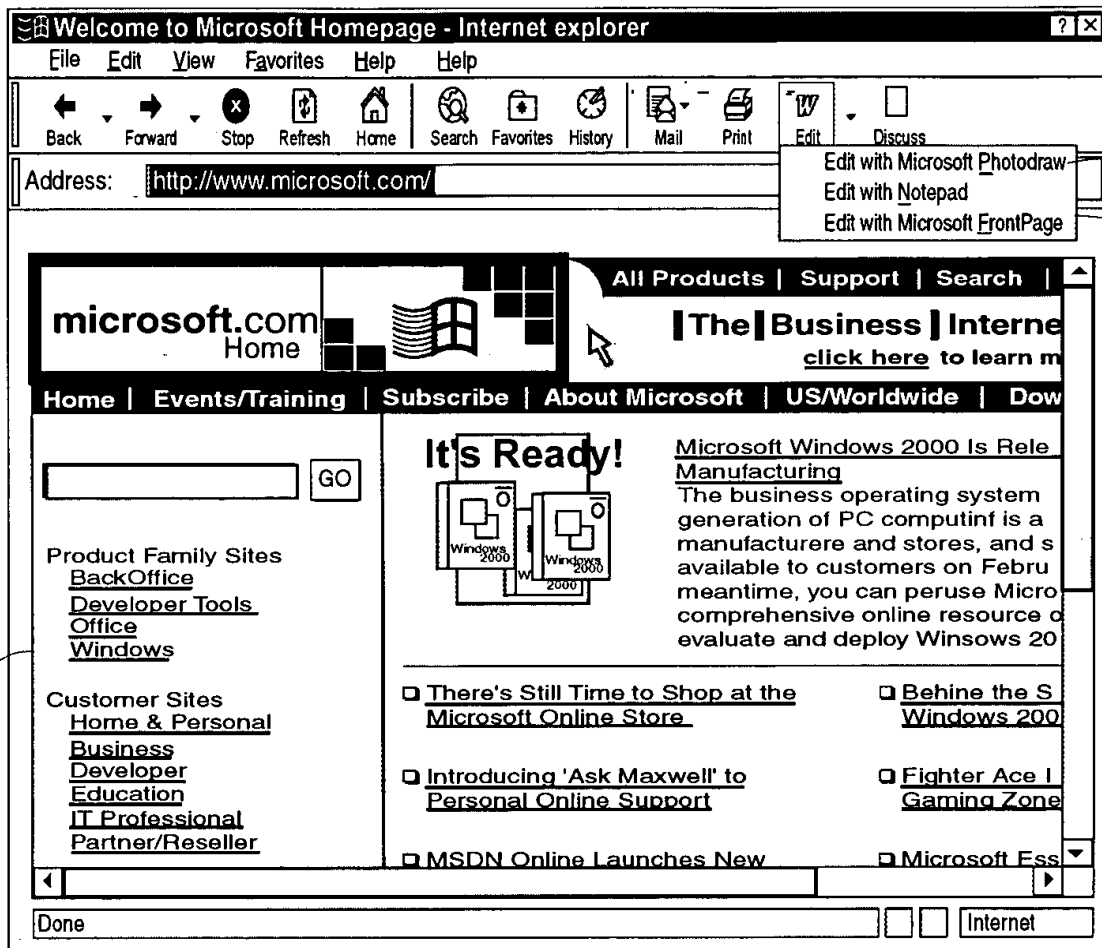 Welcome to Microsoft Homepage - Internet explorer ? X
File Edit View Favorites Help Help
Back Forward Stop Refresh Home Search Favorites History Mail Print Edit Discuss
Edit with Microsoft Photodraw
Edit with Notepad
Edit with Microsoft FrontPage
Address: http://www.microsoft.com/
All Products | Support | Search |
microsoft.com
Home
The Business Interne
click here to learn m
Home | Events/Training | Subscribe | About Microsoft | US/Worldwide | Dow
GO
Product Family Sites
BackOffice
Developer Tools
Office
Windows
Customer Sites
Home & Personal
Business
Developer
Education
IT Professional
Partner/Reseller
It's Ready!
Windows
2000
Windows
2000
W
2000
Microsoft Windows 2000 Is Rele
Manufacturing
The business operating system
generation of PC computinf is a
manufacturere and stores, and s
available to customers on Febru
meantime, you can peruse Micro
comprehensive online resource o
evaluate and deploy Winsows 20
There's Still Time to Shop at the
Microsoft Online Store
Behine the S
Windows 200
Introducing 'Ask Maxwell' to
Personal Online Support
Fighter Ace I
Gaming Zone
MSDN Online Launches New
Microsoft Ess
Done
Internet